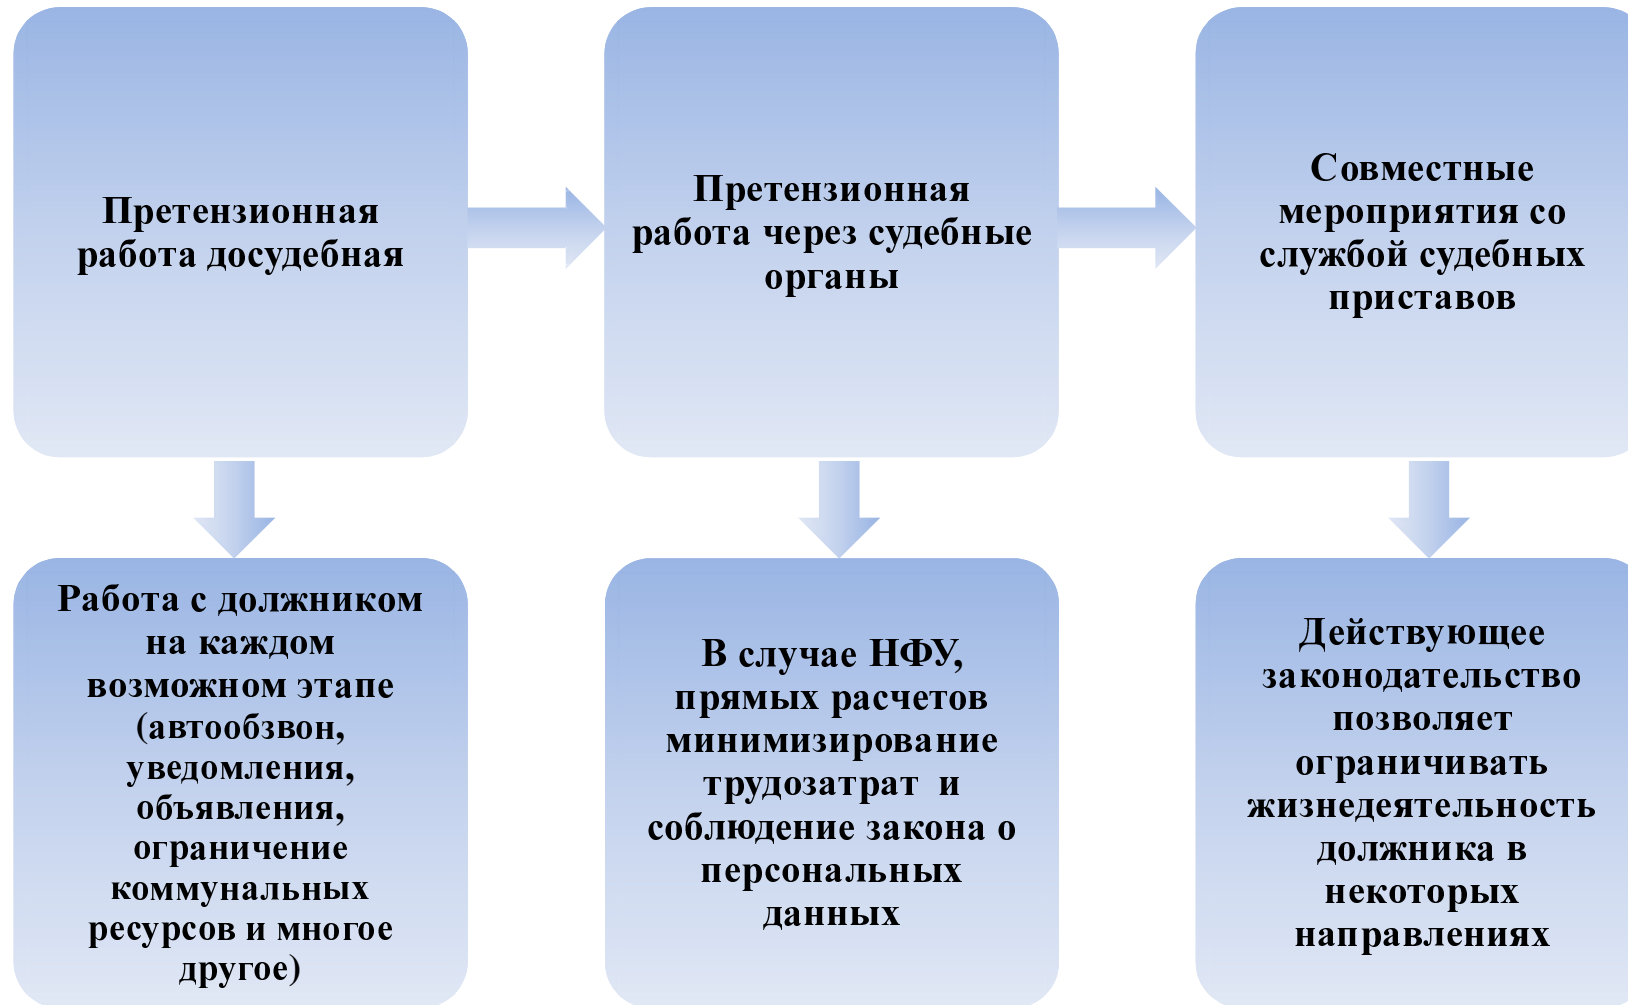 Претензионная
работа досудебная
Претензионная
работа через судебные
органы
Совместные
мероприятия со
службой судебных
приставов
Работа с должником
на каждом
возможном этапе
(автообзвон,
уведомления,
объявления,
ограничение
коммунальных
ресурсов и многое
другое)
В случае НФУ,
прямых расчетов
минимизирование
трудозатрат и
соблюдение закона о
персональных
данных
Действующее
законодательство
позволяет
ограничивать
жизнедеятельность
должника в
некоторых
направлениях